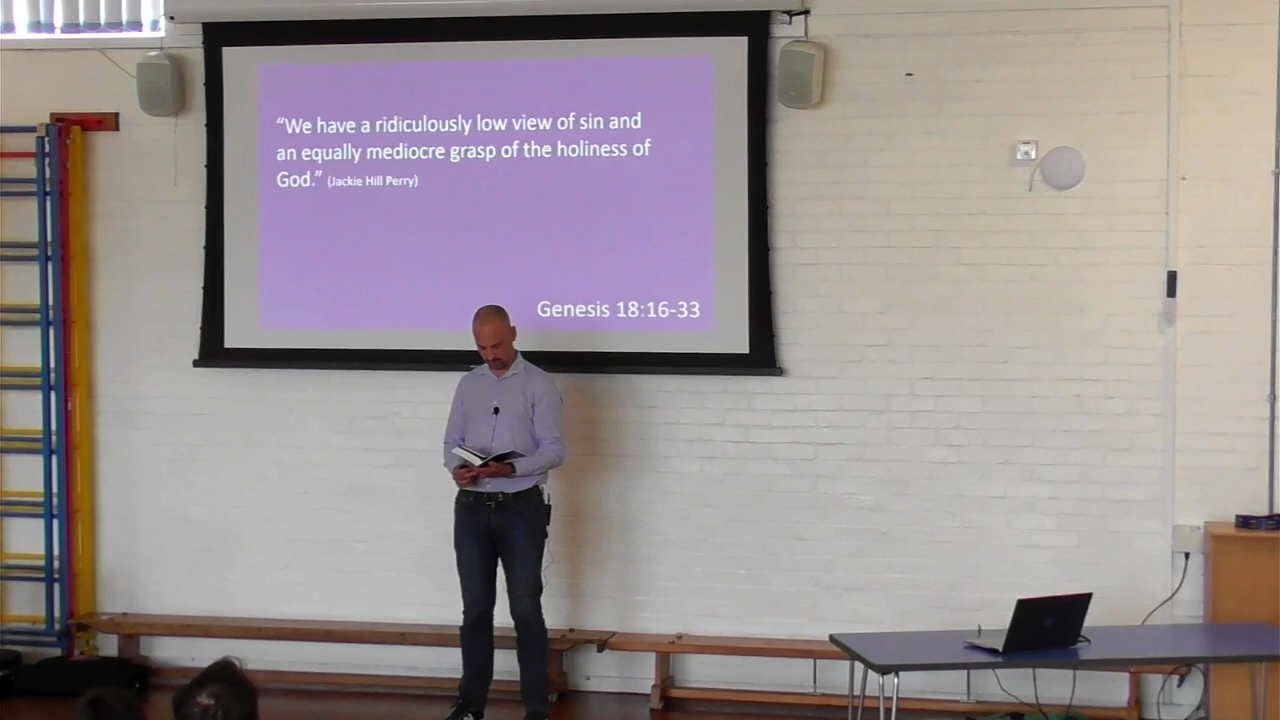 “We have a ridiculously low view of sin and
an equally mediocre grasp of the holiness of
God.” (Jackie Hill Perry)
Genesis 18:16-33